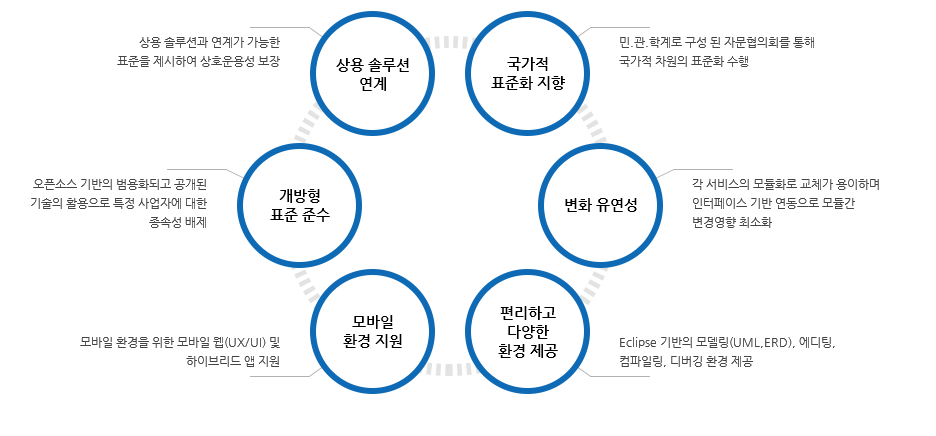 상용 솔루션과 연계가 가능한
표준을 제시하여 상호운용성 보장
상용 솔루션
연계
국가적
표준화 지향
민.관.학계로 구성 된 자문협의회를 통해
국가적 차원의 표준화 수행
오픈소스 기반의 범용화되고 공개된
기술의 활용으로 특정 사업자에 대한
종속성 배제
개방형
표준 준수
변화 유연성
각 서비스의 모듈화로 교체가 용이하며
인터페이스 기반 연동으로 모듈간
변경영향 최소화
모바일 환경을 위한 모바일 웹(UX/UI) 및
하이브리드 앱 지원
모바일
환경 지원
편리하고
다양한
환경 제공
Eclipse 기반의 모델링(UML,ERD), 에디팅,
컴파일링, 디버깅 환경 제공